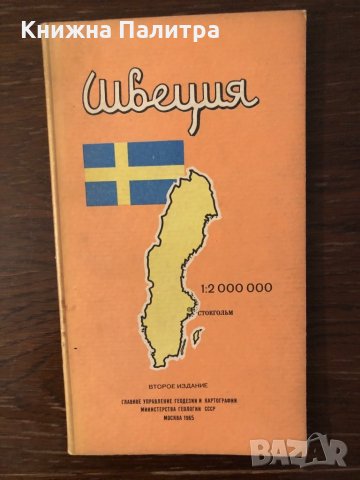 Книжна Палитра
Швеция
1:2 000 000
СТОКГОЛЬМ
ВТОРОЕ ИЗДАНИЕ
ГЛАВНОЕ УПРАВЛЕНИЕ ГЕОДЕЗИИ И КАРТОГРАФИИ
МИНИСТЕРСТВА ГЕОЛОГИИ СССР
МОСКВА 1965
BAZAR